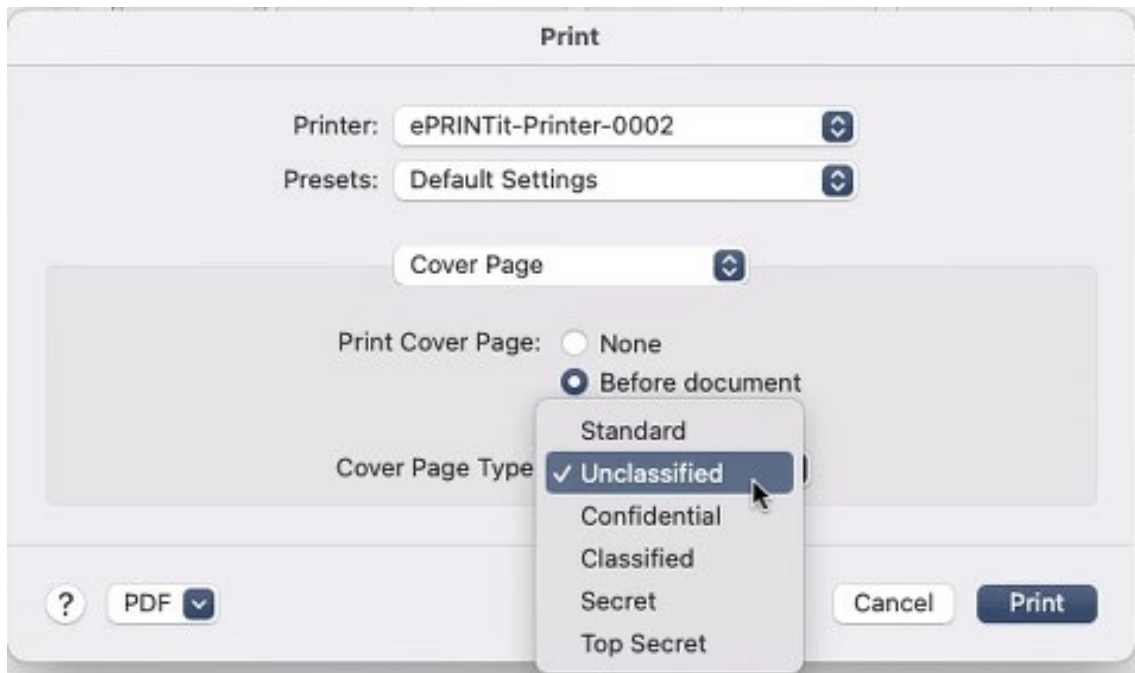 Print
Printer: ePRINTit-Printer-0002
Presets: Default Settings
Cover Page
Print Cover Page: None
Before document
Standard
Cover Page Type ✓ Unclassified
Confidential
Classified
Secret
Top Secret
? PDF Cancel Print